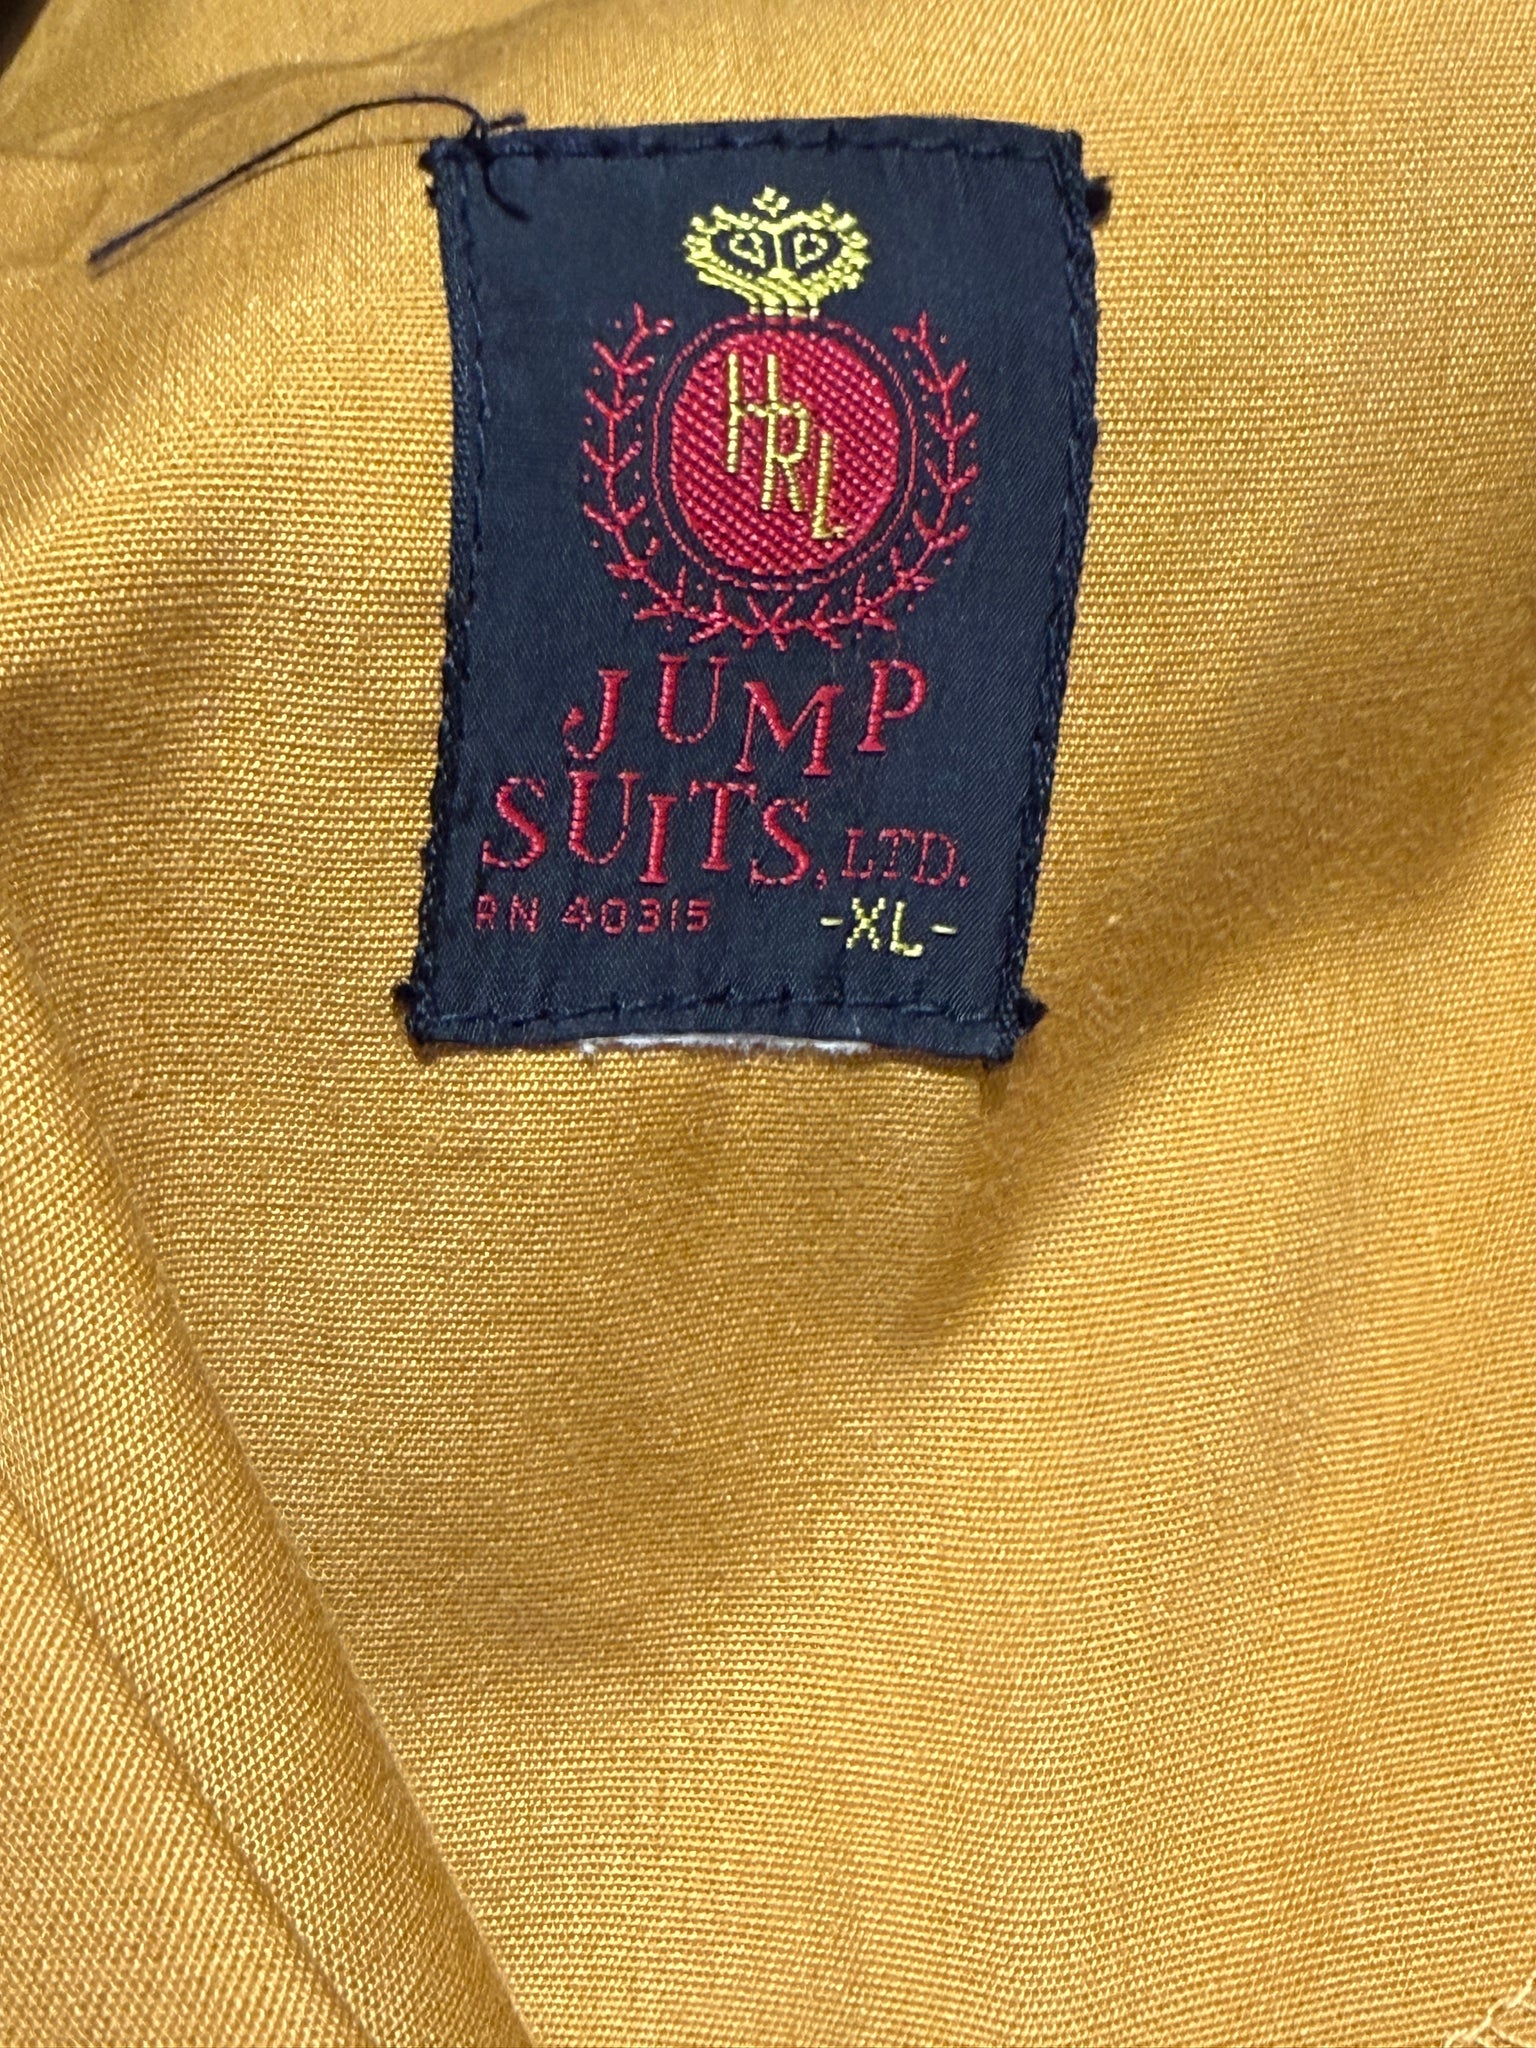 HRL
JUMP
SUITS, LTD.
RN 40315 -XL-